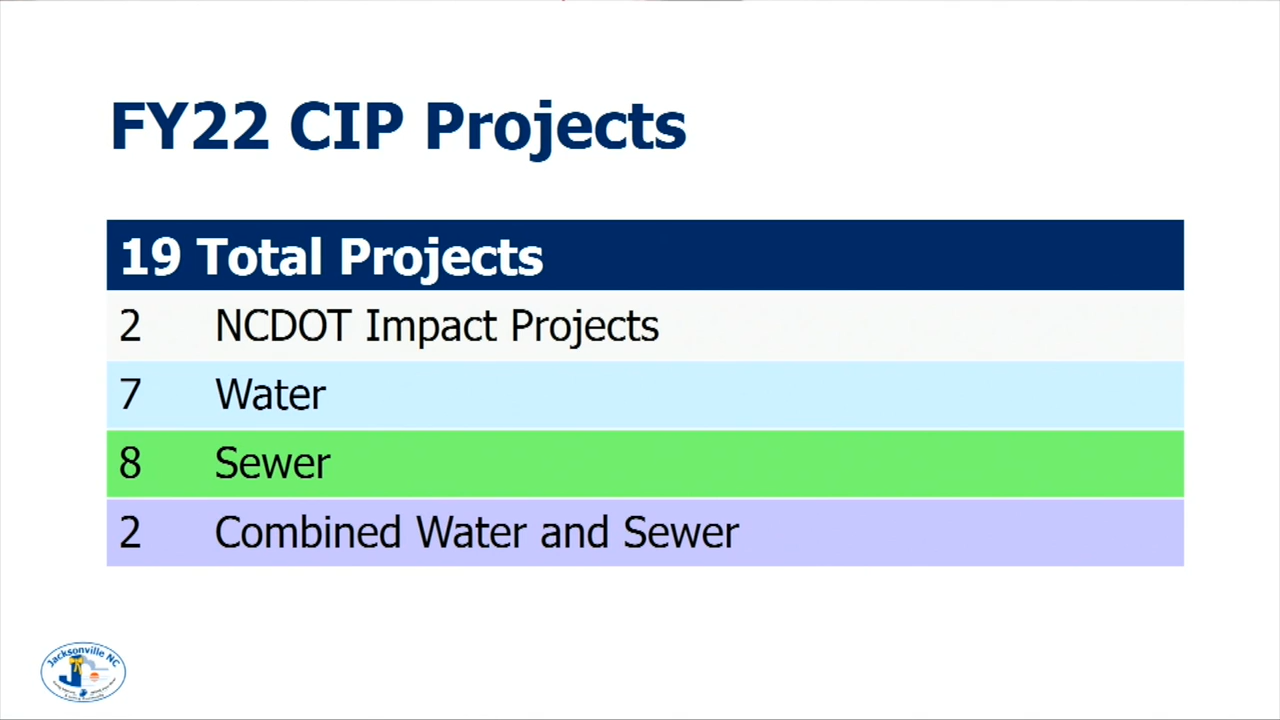 FY22 CIP Projects
19 Total Projects
2 NCDOT Impact Projects
7 Water
8 Sewer
2 Combined Water and Sewer
Jacksonville NC